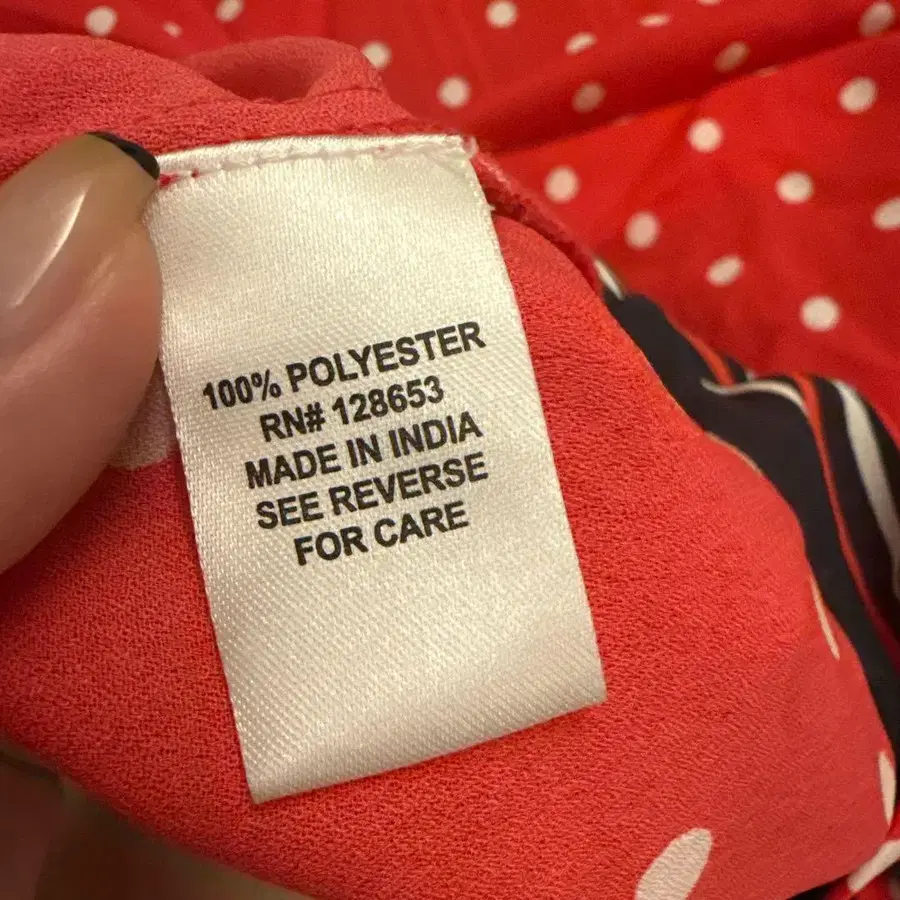 100% POLYESTER
RN# 128653
MADE IN INDIA
SEE REVERSE
FOR CARE